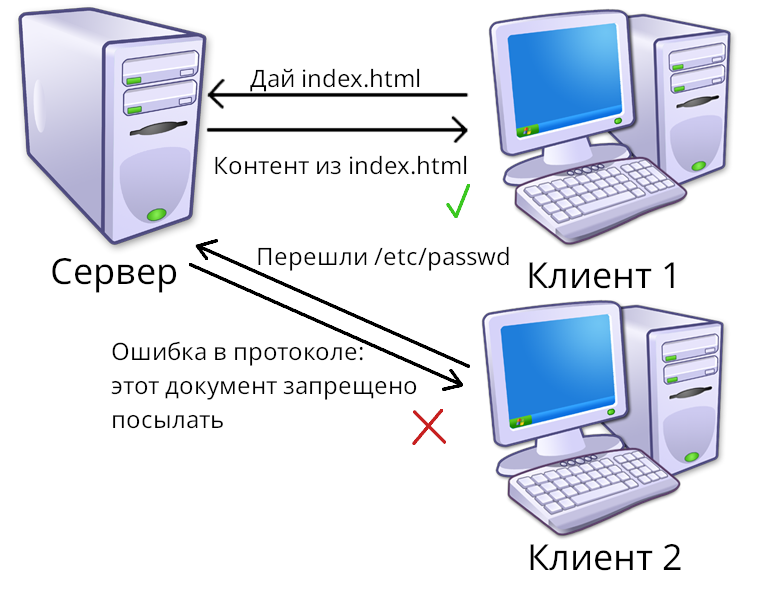 Дай index.html
Контент из index.html
Сервер
Перешли /etc/passwd
Клиент 1
Ошибка в протоколе:
этот документ запрещено
посылать
Клиент 2